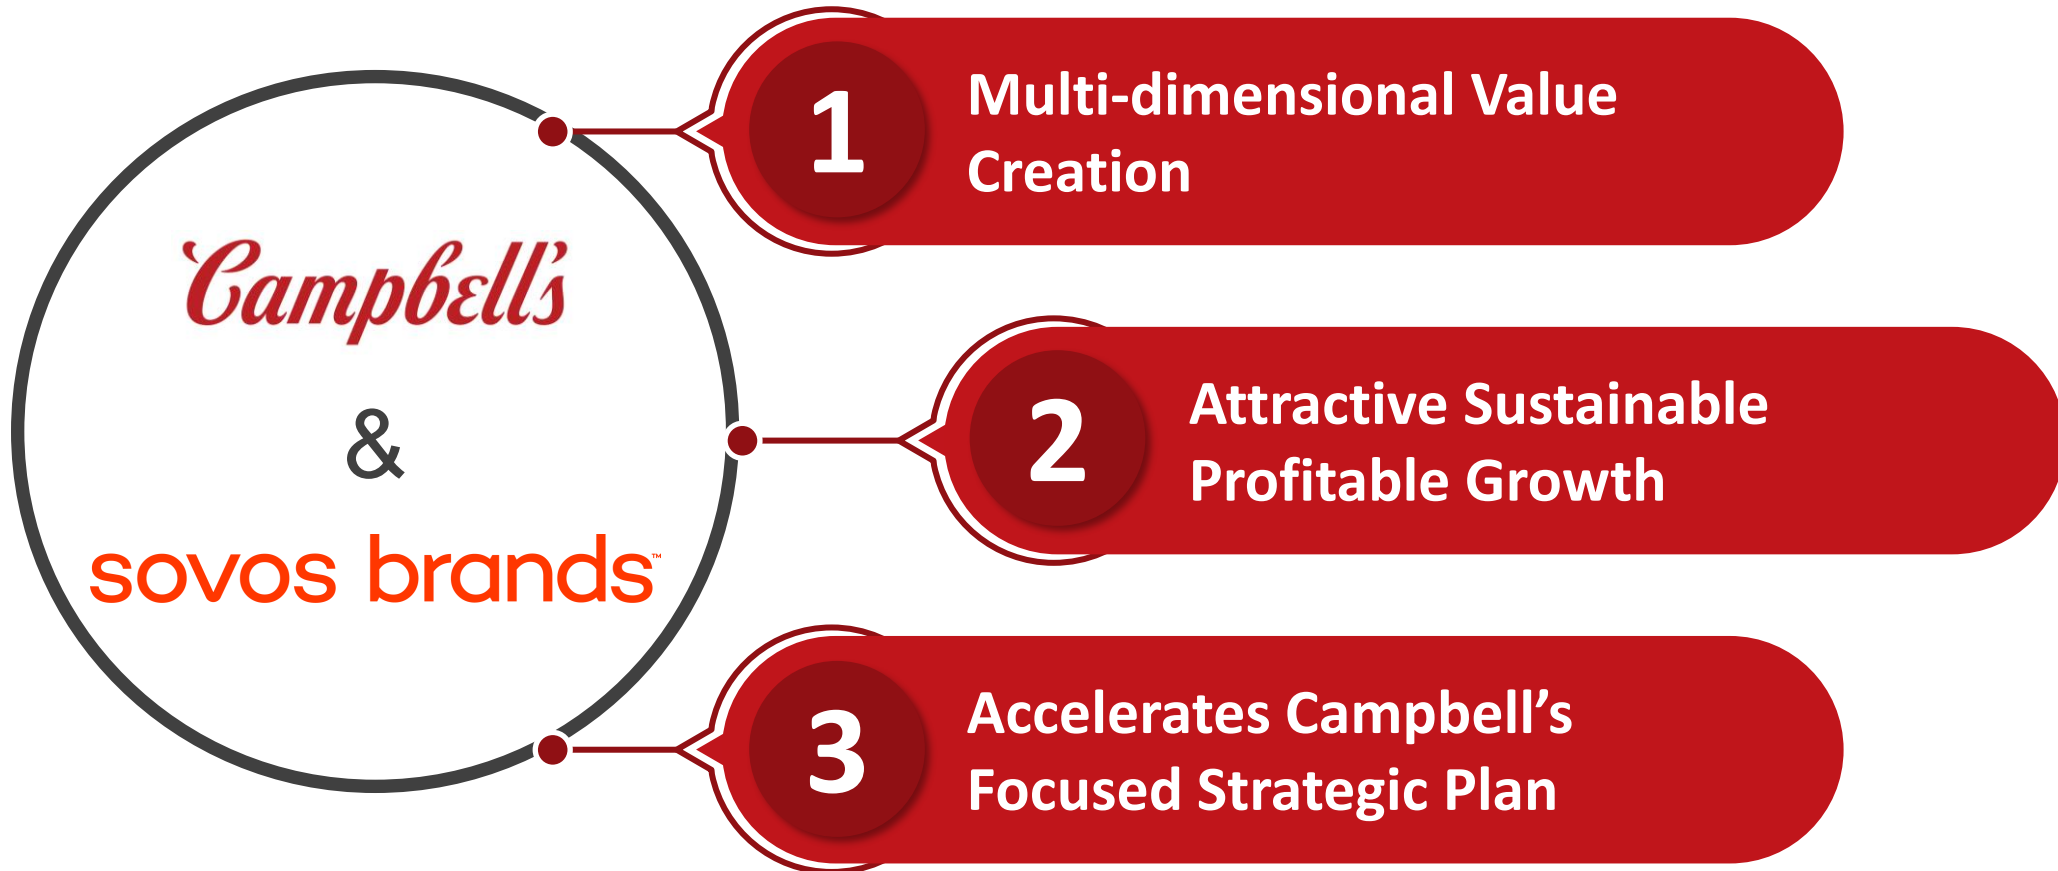 Campbell's
&
sovos brands™
1
Multi-dimensional Value
Creation
2
Attractive Sustainable
Profitable Growth
3
Accelerates Campbell’s
Focused Strategic Plan